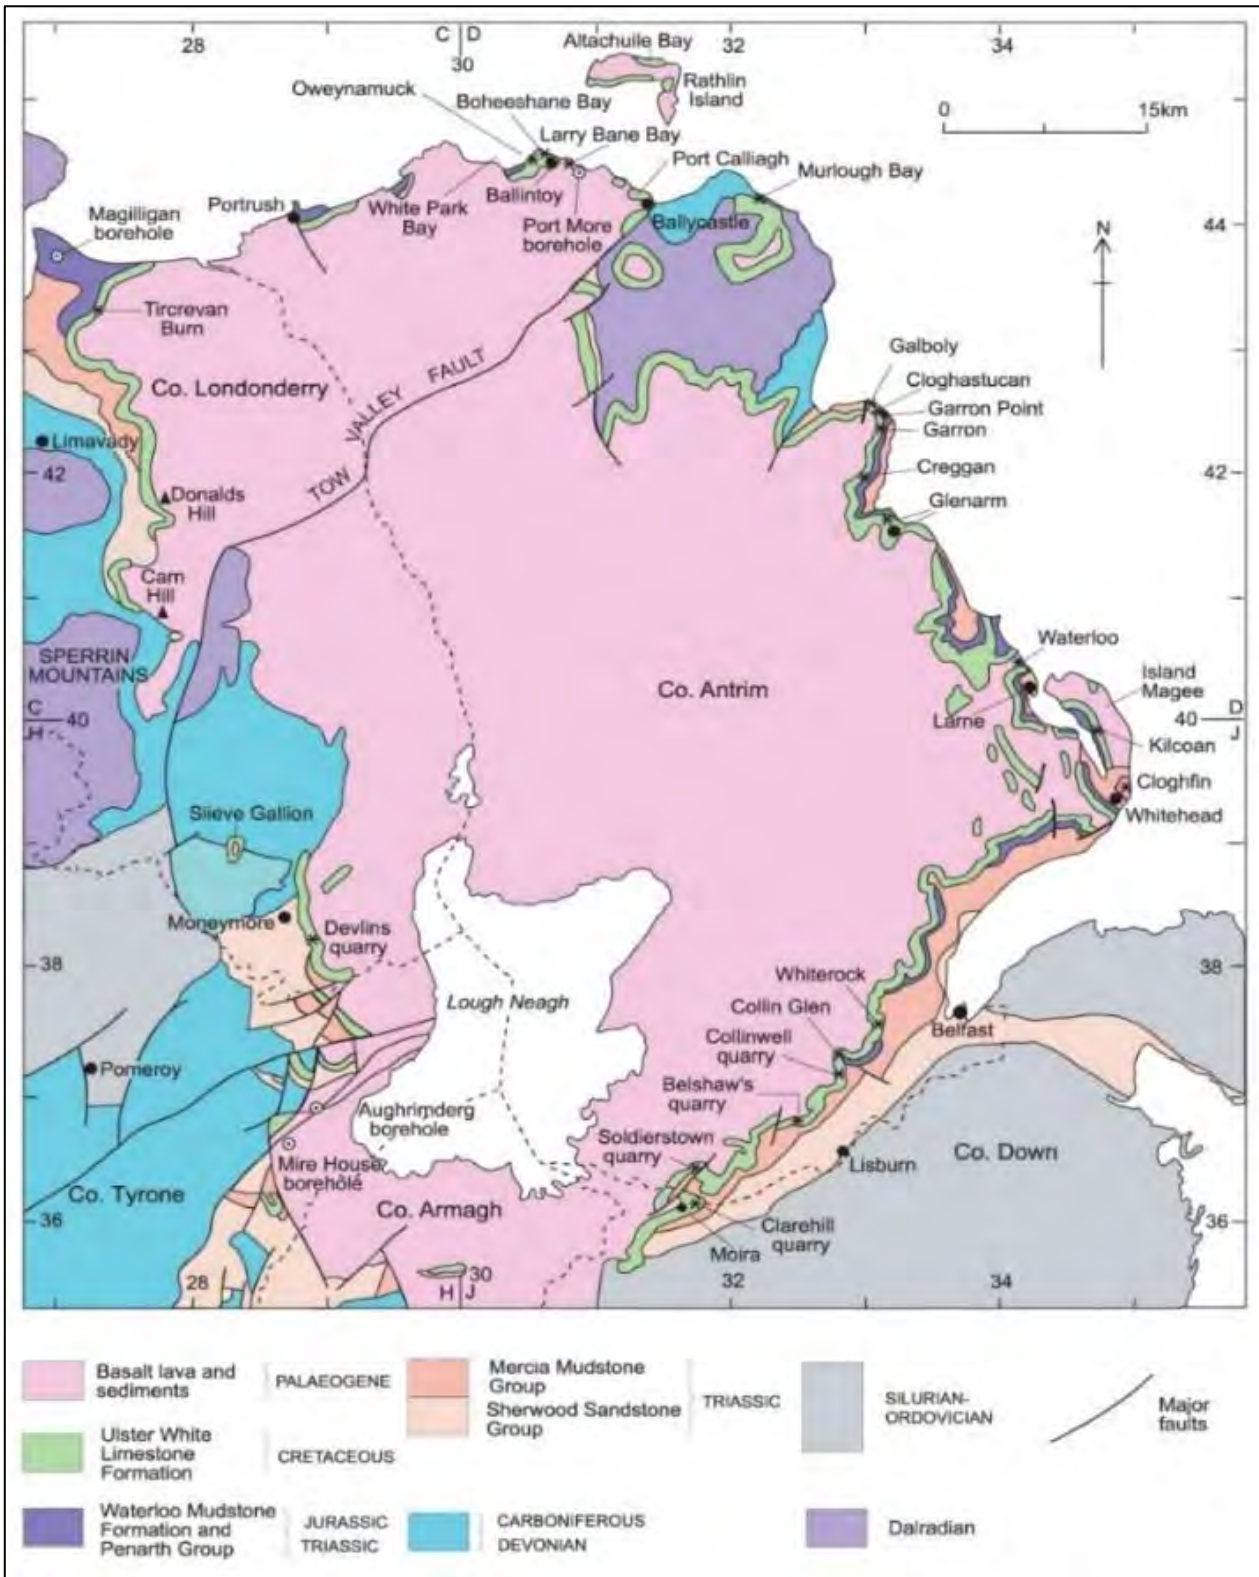 28
C
D
30
Altachuile Bay
32
34
Rathlin
Island
Oweynamuck
Boheeshane Bay
Larry Bane Bay
0
15km
Port Calliagh
Murlough Bay
Portrush
White Park
Bay
Ballintoy
Port More
borehole
Ballycastle
Magilligan
borehole
44
N
Tircrevan
Burn
Co. Londonderry
TOW VALLEY FAULT
Galboly
Cloghastucan
Garron Point
Garron
Limavady
42
42
Creggan
Donalds
Hill
Glenarm
Carn
Hill
Waterloo
SPERRIN
MOUNTAINS
Co. Antrim
Island
Magee
C
40
H
Larne
40
D
J
Kilcoan
Cloghfin
Whitehead
Slieve Gallion
Moneymore
Devlins
quarry
38
38
Whiterock
Lough Neagh
Collin Glen
Belfast
Collinwell
quarry
Pomeroy
Belshaw's
quarry
Aughrimderg
borehole
Soldierstown
quarry
Lisburn
Co. Down
Mire House
borehole
Co. Tyrone
Co. Armagh
36
36
Clarehill
quarry
Moira
28
30
H
J
32
34
Basalt lava and
sediments
PALAEOGENE
Mercia Mudstone
Group
Sherwood Sandstone
Group
TRIASSIC
SILURIAN-
ORDOVICIAN
Major
faults
Ulster White
Limestone
Formation
CRETACEOUS
Waterloo Mudstone
Formation and
Penarth Group
JURASSIC
TRIASSIC
CARBONIFEROUS
DEVONIAN
Dalradian